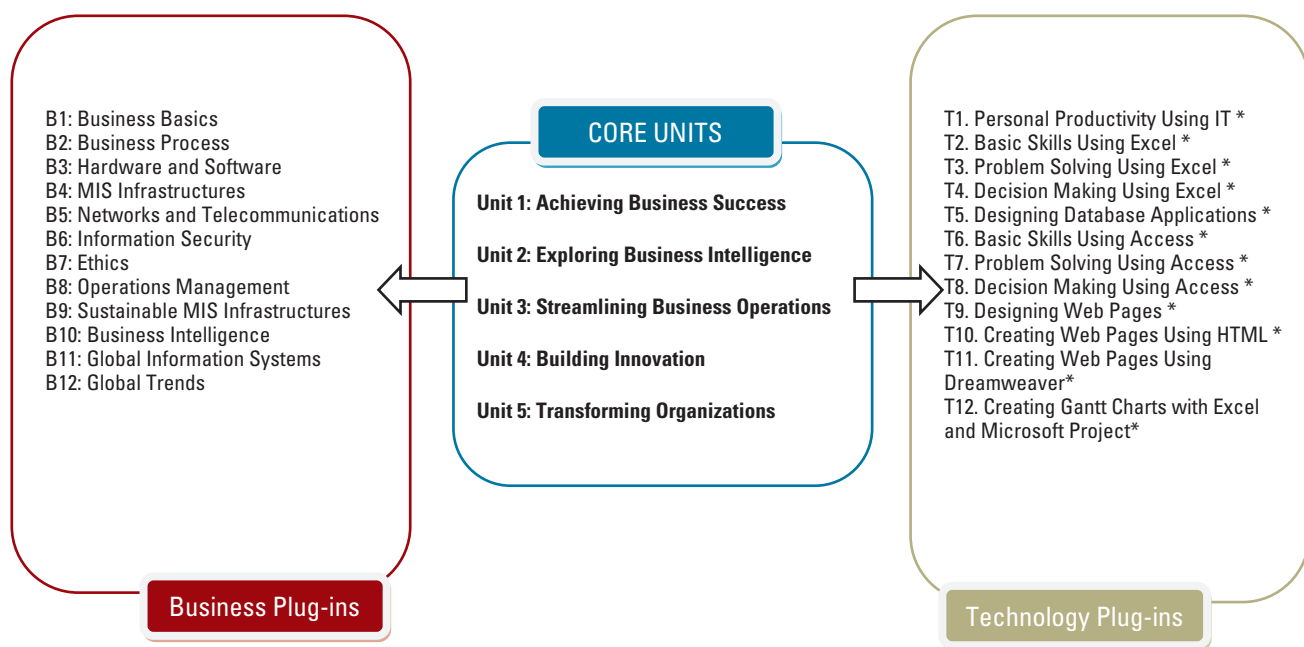 B1: Business Basics
B2: Business Process
B3: Hardware and Software
B4: MIS Infrastructures
B5: Networks and Telecommunications
B6: Information Security
B7: Ethics
B8: Operations Management
B9: Sustainable MIS Infrastructures
B10: Business Intelligence
B11: Global Information Systems
B12: Global Trends
Business Plug-ins
CORE UNITS
Unit 1: Achieving Business Success
Unit 2: Exploring Business Intelligence
Unit 3: Streamlining Business Operations
Unit 4: Building Innovation
Unit 5: Transforming Organizations
T1. Personal Productivity Using IT *
T2. Basic Skills Using Excel *
T3. Problem Solving Using Excel *
T4. Decision Making Using Excel *
T5. Designing Database Applications *
T6. Basic Skills Using Access *
T7. Problem Solving Using Access *
T8. Decision Making Using Access *
T9. Designing Web Pages *
T10. Creating Web Pages Using HTML *
T11. Creating Web Pages Using
Dreamweaver*
T12. Creating Gantt Charts with Excel
and Microsoft Project*
Technology Plug-ins